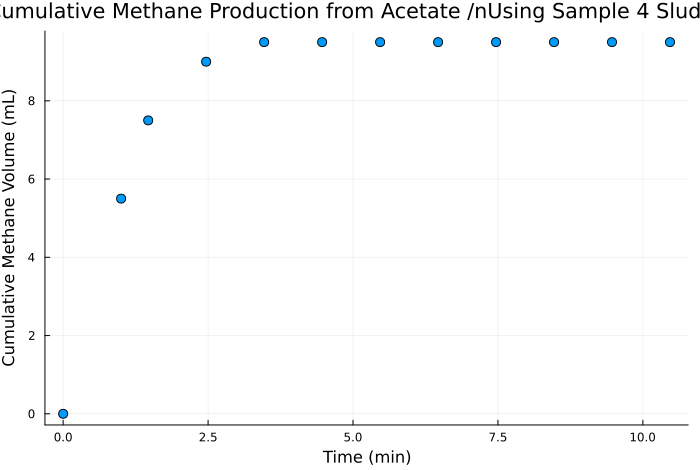 umulative Methane Production from Acetate /nUsing Sample 4 Slud
Cumulative Methane Volume (mL)
8
6
4
2
0
0.0 2.5 5.0 7.5 10.0
Time (min)